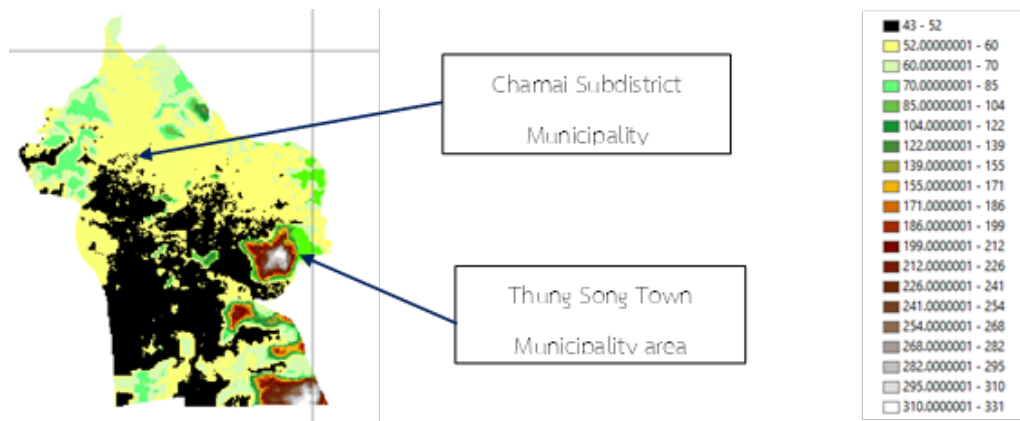 Chamai Subdistrict
Municipality
Thung Song Town
Municipality area
43 - 52
52.00000001 - 60
60.0000001 - 70
70.0000001 - 85
85.0000001 - 104
104.0000001 - 122
122.0000001 - 139
139.0000001 - 155
155.0000001 - 171
171.0000001 - 186
186.0000001 - 199
199.0000001 - 212
212.0000001 - 226
226.0000001 - 241
241.0000001 - 254
254.0000001 - 268
268.0000001 - 282
282.0000001 - 295
295.0000001 - 310
310.0000001 - 331